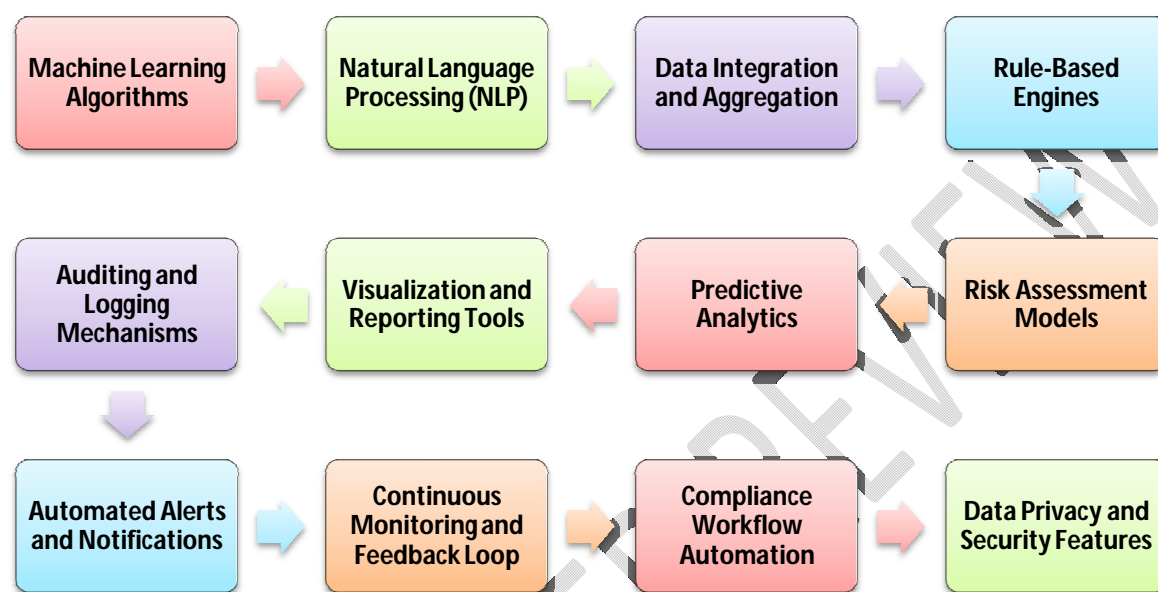 Machine Learning
Algorithms
Natural Language
Processing (NLP)
Data Integration
and Aggregation
Rule-Based
Engines
Auditing and
Logging
Mechanisms
Visualization and
Reporting Tools
Predictive
Analytics
Risk Assessment
Models
Automated Alerts
and Notifications
Continuous
Monitoring and
Feedback Loop
Compliance
Workflow
Automation
Data Privacy and
Security Features
REVIEW